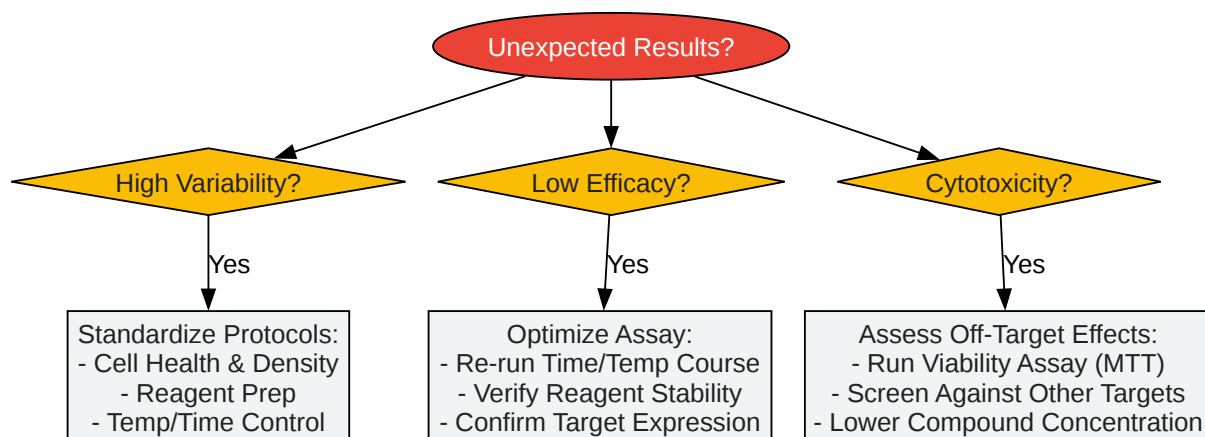 Unexpected Results?
High Variability?
Low Efficacy?
Cytotoxicity?
Yes
Yes
Yes
Standardize Protocols:
- Cell Health & Density
- Reagent Prep
- Temp/Time Control
Optimize Assay:
- Re-run Time/Temp Course
- Verify Reagent Stability
- Confirm Target Expression
Assess Off-Target Effects:
- Run Viability Assay (MTT)
- Screen Against Other Targets
- Lower Compound Concentration